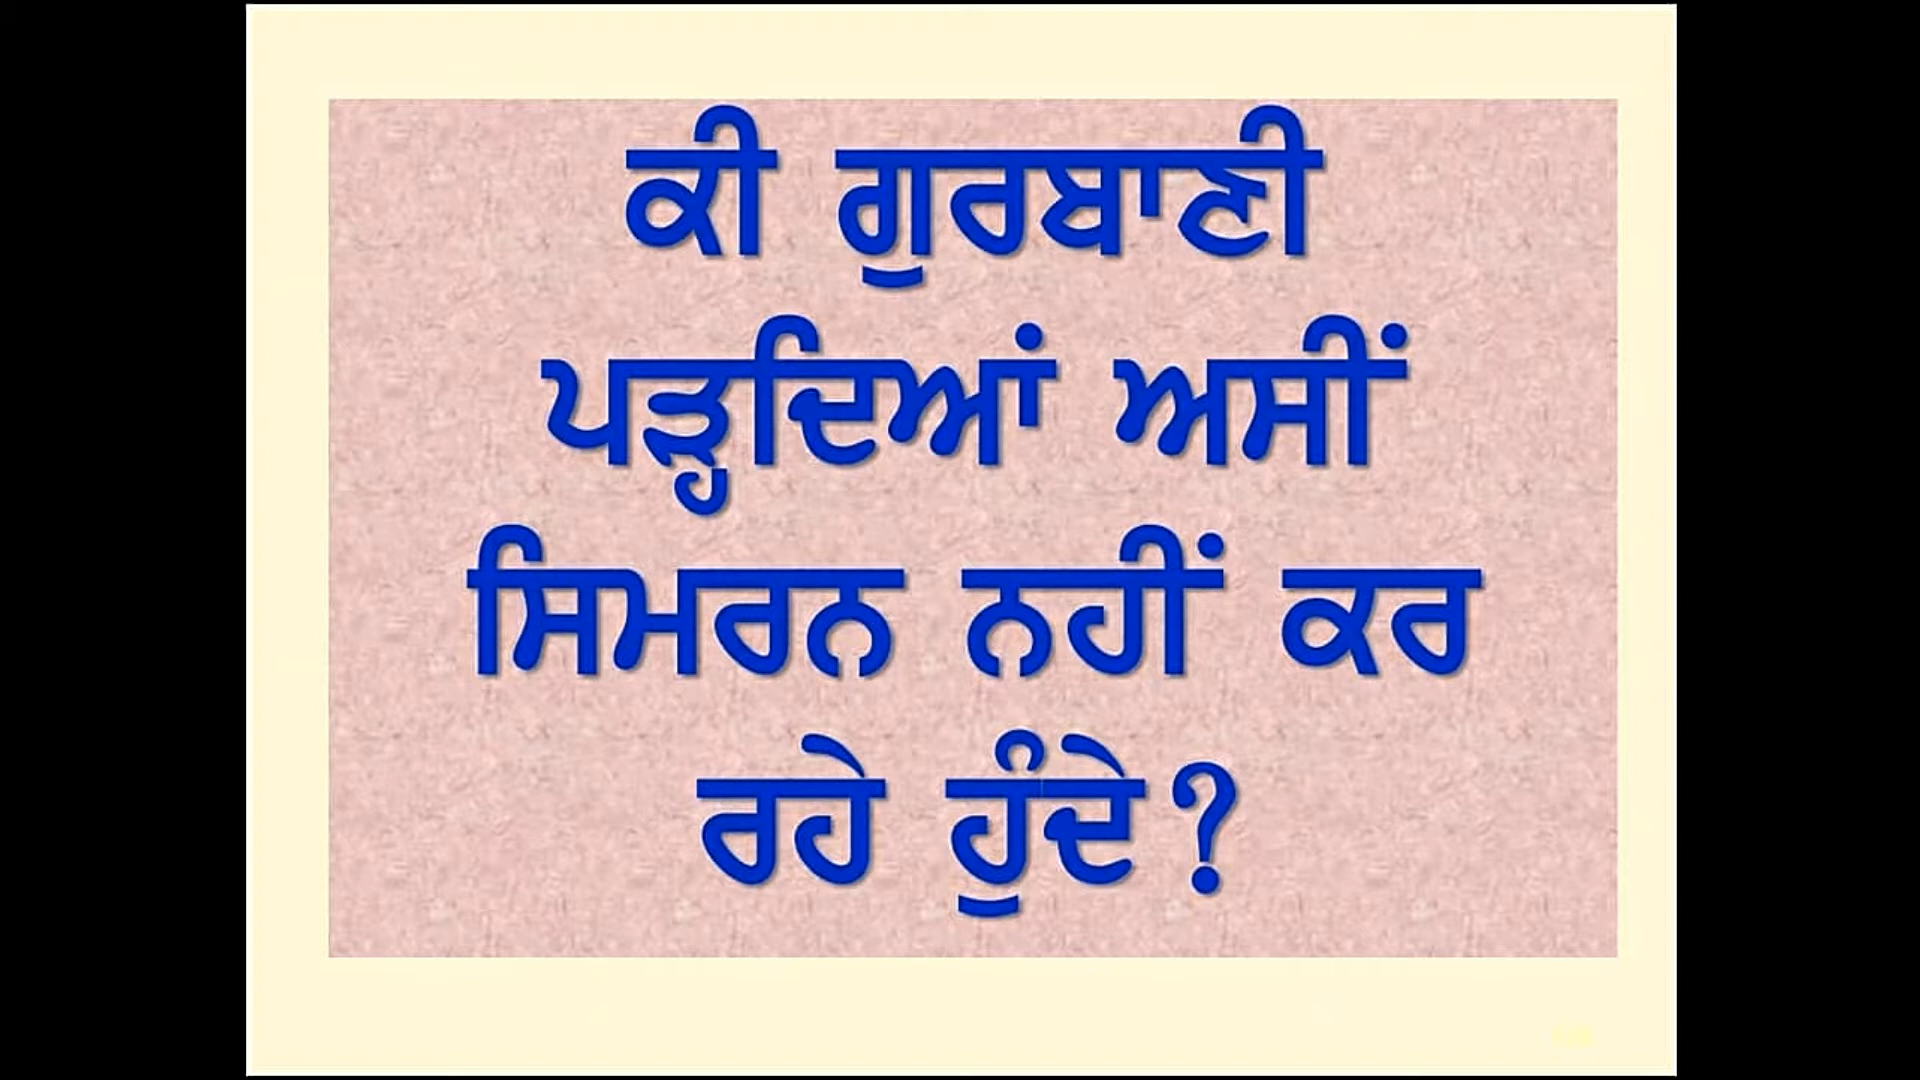 ਕੀ ਗੁਰਬਾਣੀ
ਪੜ੍ਹਦਿਆਂ ਅਸੀਂ
ਸਿਮਰਨ ਨਹੀਂ ਕਰ
ਰਹੇ ਹੁੰਦੇ?